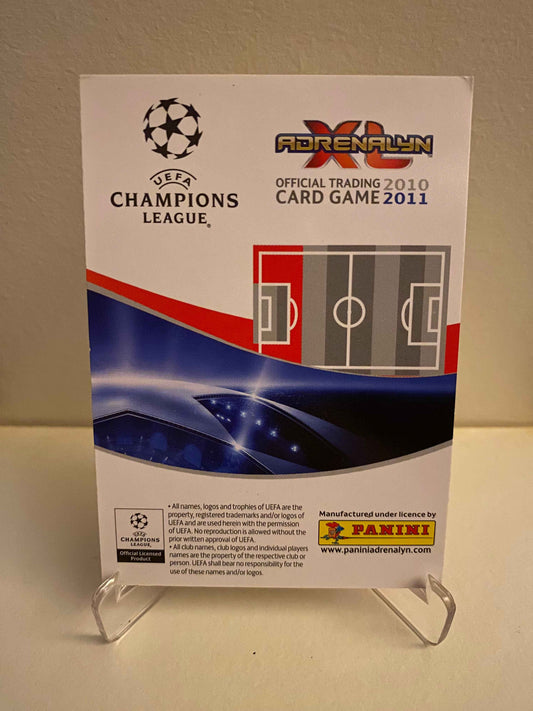 UEFA
CHAMPIONS
LEAGUE®
ADRENALYN
XL
OFFICIAL TRADING 2010
CARD GAME 2011
UEFA
CHAMPIONS
LEAGUE
Official Licensed
Product
• All names, logos and trophies of UEFA are the
property, registered trademarks and/or logos of
UEFA and are used herein with the permission
of UEFA. No reproduction is allowed without the
prior written approval of UEFA.
• All club names, club logos and individual players
names are the property of the respective club or
person. UEFA shall bear no responsibility for the
use of these names and/or logos.
Manufactured under licence by
PANINI
www.paniniadrenalyn.com